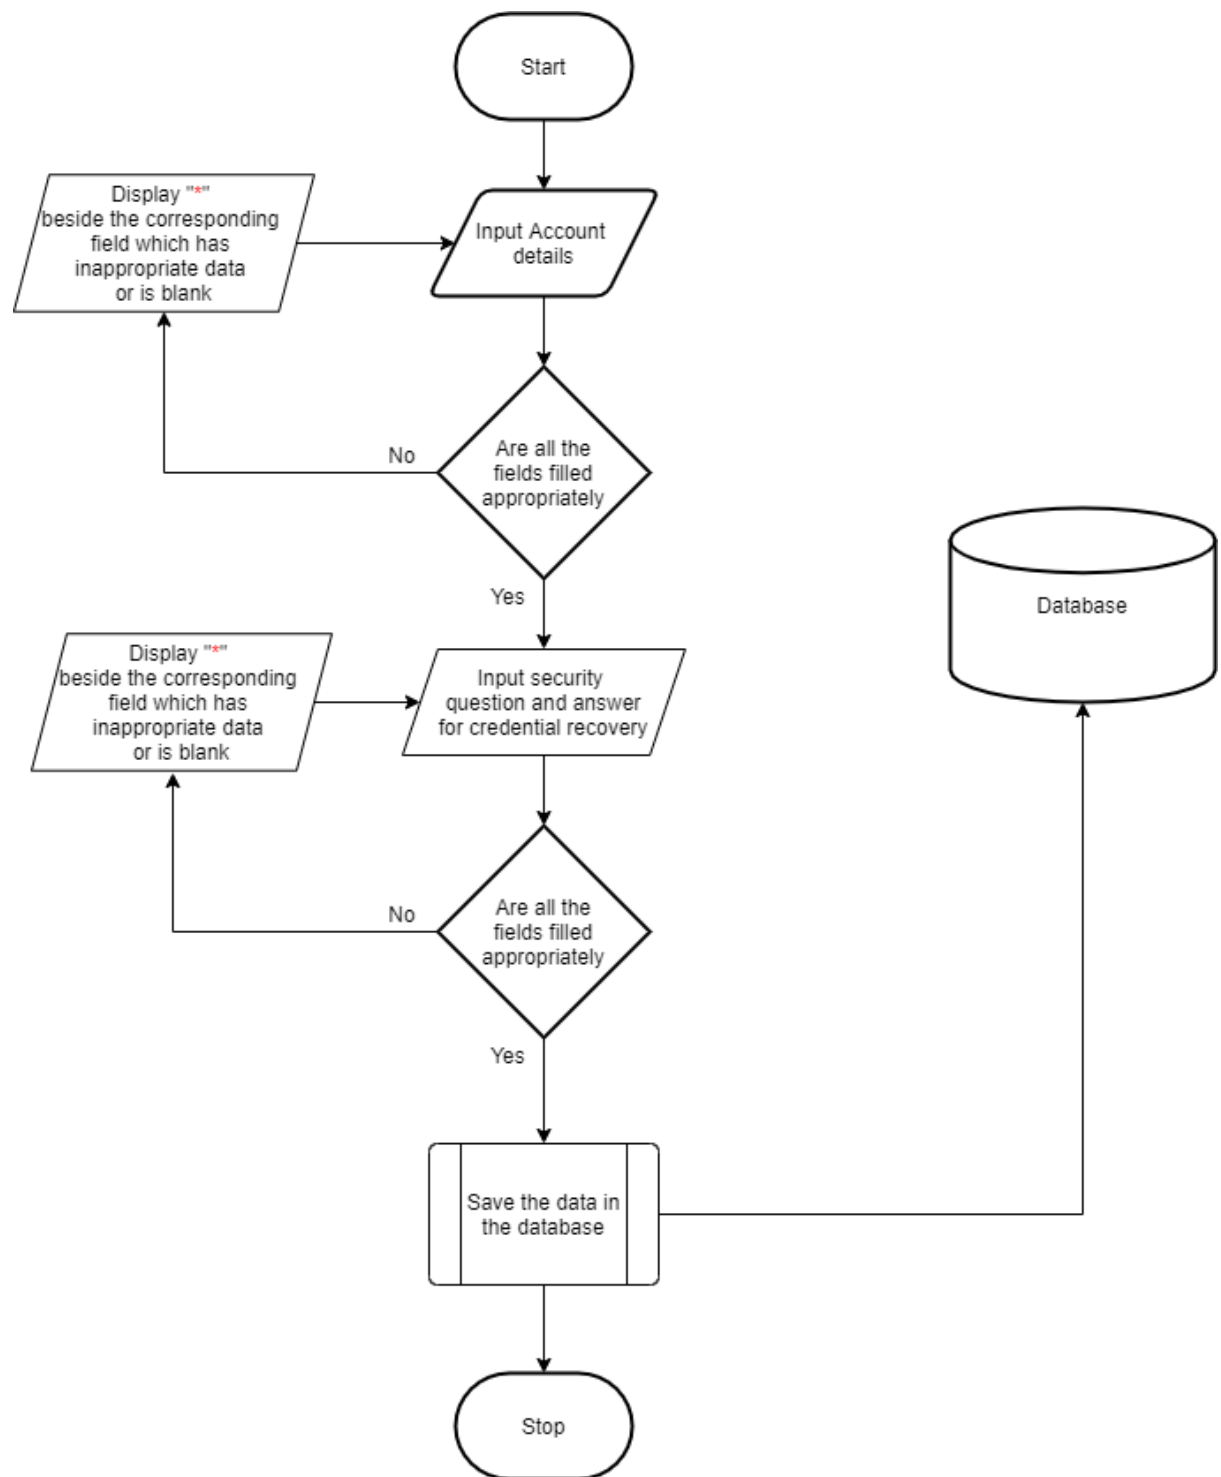 Start
Display "*"
beside the corresponding
field which has
inappropriate data
or is blank
Input Account
details
Are all the
fields filled
appropriately
No
Yes
Database
Display "*"
beside the corresponding
field which has
inappropriate data
or is blank
Input security
question and answer
for credential recovery
Are all the
fields filled
appropriately
No
Yes
Save the data in
the database
Stop